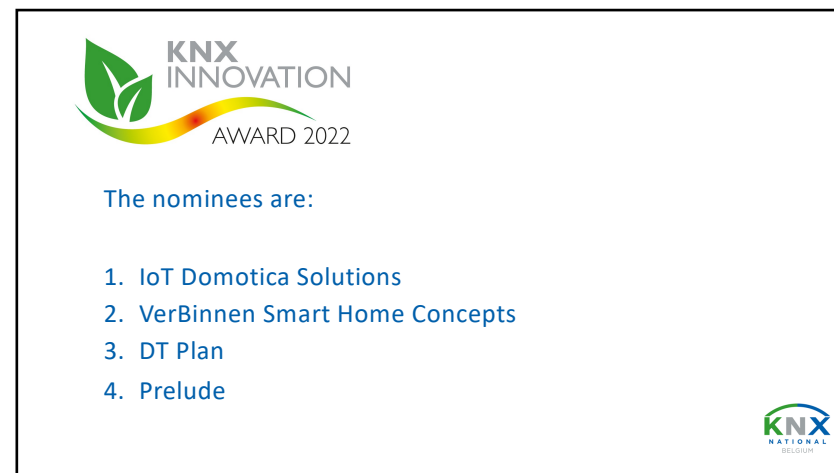 KNX
INNOVATION
AWARD 2022
The nominees are:
1. IoT Domotica Solutions
2. VerBinnen Smart Home Concepts
3. DT Plan
4. Prelude
KNX
NATIONAL
BELGIUM